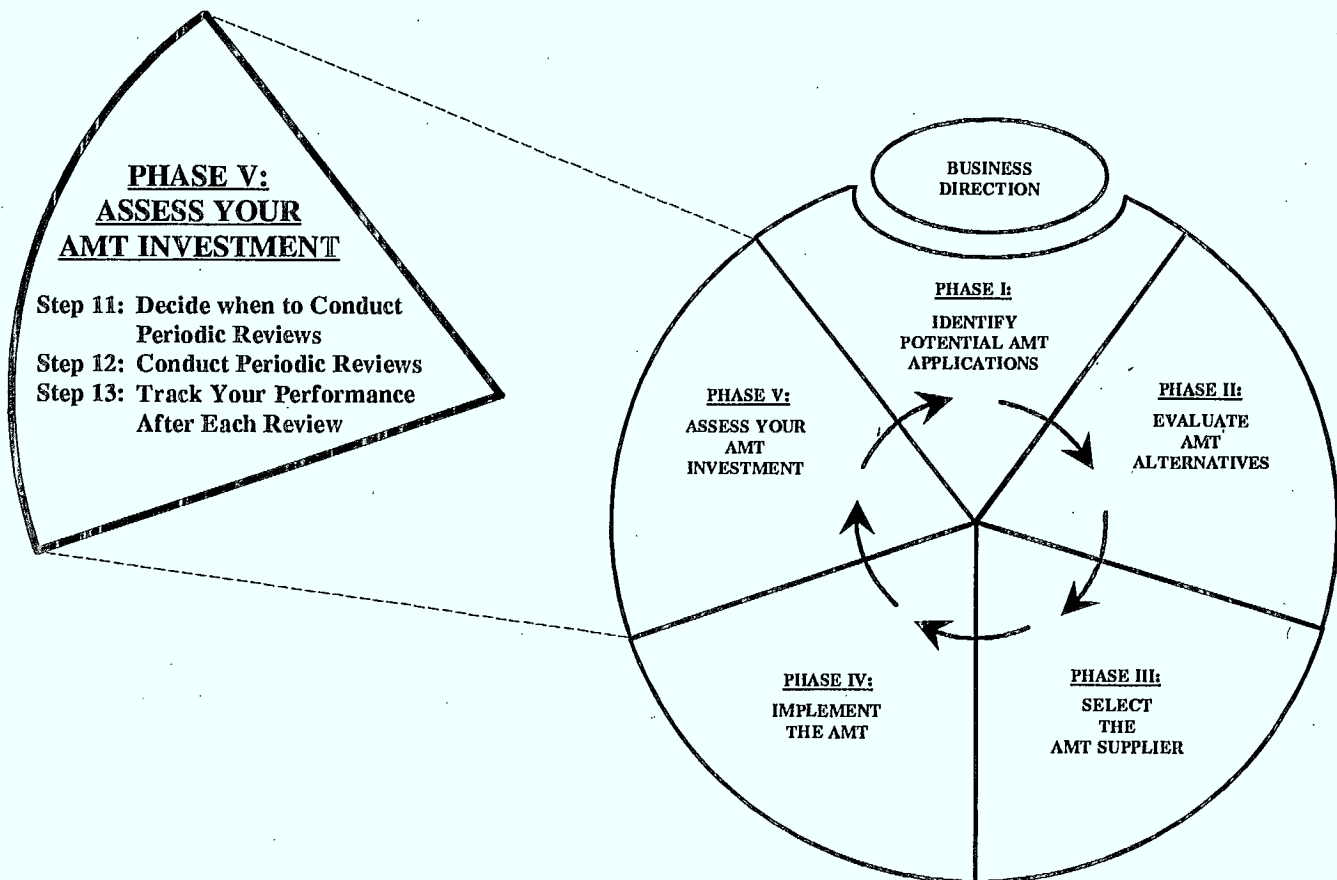 PHASE V:
ASSESS YOUR
AMT INVESTMENT
Step 11: Decide when to Conduct
Periodic Reviews
Step 12: Conduct Periodic Reviews
Step 13: Track Your Performance
After Each Review
BUSINESS
DIRECTION
PHASE I:
IDENTIFY
POTENTIAL AMT
APPLICATIONS
PHASE II:
EVALUATE
AMT
ALTERNATIVES
PHASE III:
SELECT
THE
AMT SUPPLIER
PHASE IV:
IMPLEMENT
THE AMT
PHASE V:
ASSESS YOUR
AMT
INVESTMENT